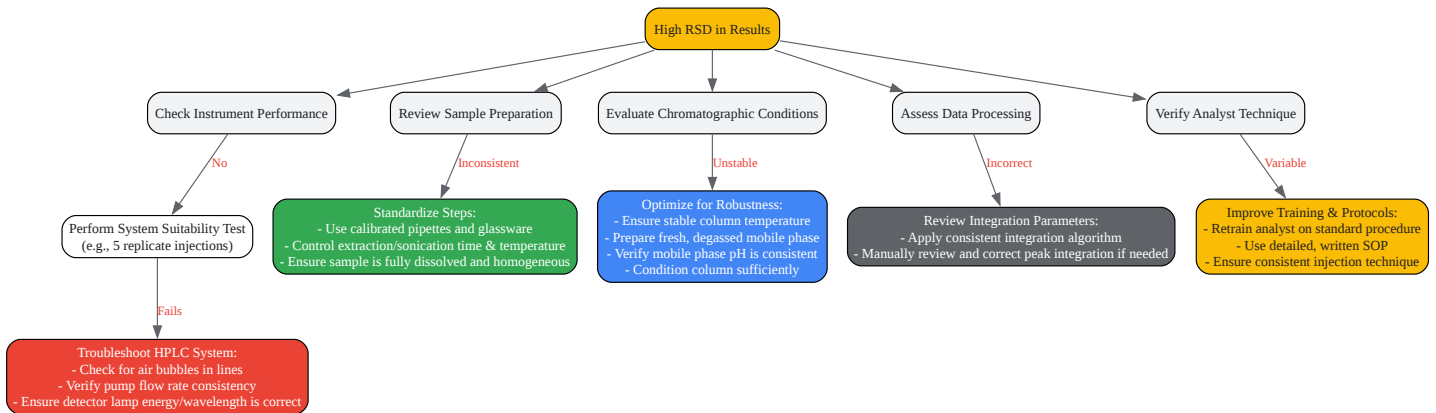 High RSD in Results
Check Instrument Performance
Review Sample Preparation
Evaluate Chromatographic Conditions
Assess Data Processing
Verify Analyst Technique
No
Inconsistent
Unstable
Incorrect
Variable
Perform System Suitability Test
(e.g., 5 replicate injections)
Standardize Steps:
- Use calibrated pipettes and glassware
- Control extraction/sonication time & temperature
- Ensure sample is fully dissolved and homogeneous
Optimize for Robustness:
- Ensure stable column temperature
- Prepare fresh, degassed mobile phase
- Verify mobile phase pH is consistent
- Condition column sufficiently
Review Integration Parameters:
- Apply consistent integration algorithm
- Manually review and correct peak integration if needed
Improve Training & Protocols:
- Retrain analyst on standard procedure
- Use detailed, written SOP
- Ensure consistent injection technique
Fails
Troubleshoot HPLC System:
- Check for air bubbles in lines
- Verify pump flow rate consistency
- Ensure detector lamp energy/wavelength is correct